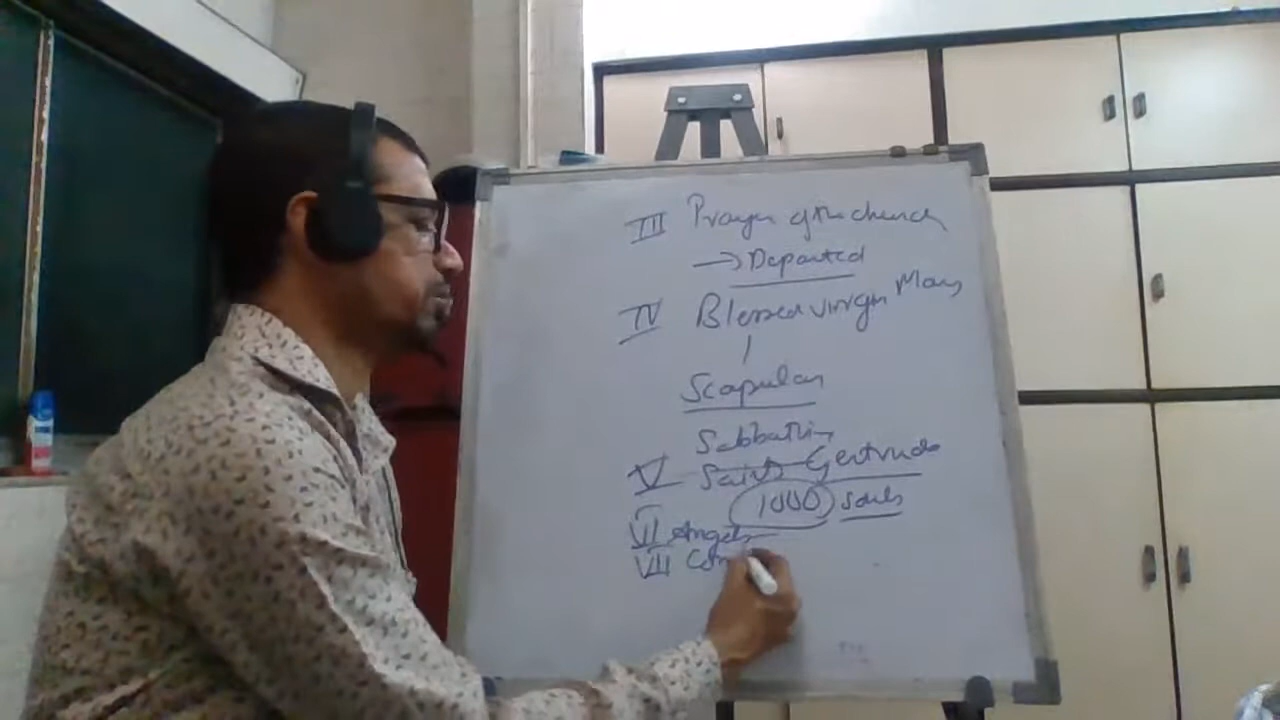 III Prayer of the church
→ Departed
IV Blessed virgin Mary
Scapular
Sabbathin
V Saint Gertrude
1000 souls
VI Angels
VII Com